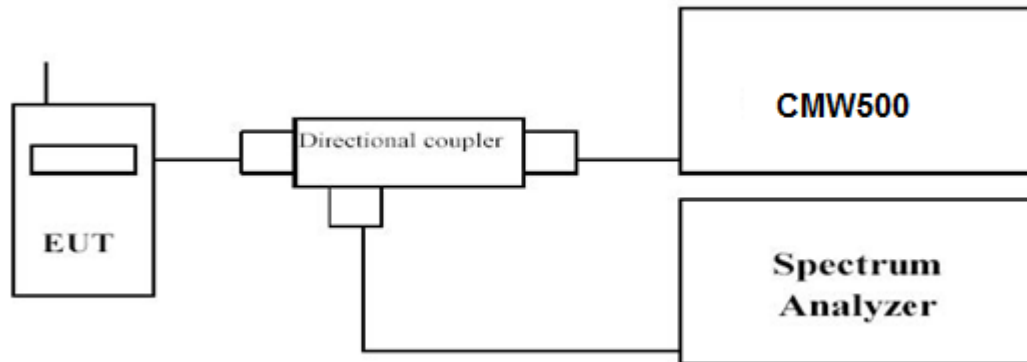 CMW500
Directional coupler
EUT
Spectrum
Analyzer